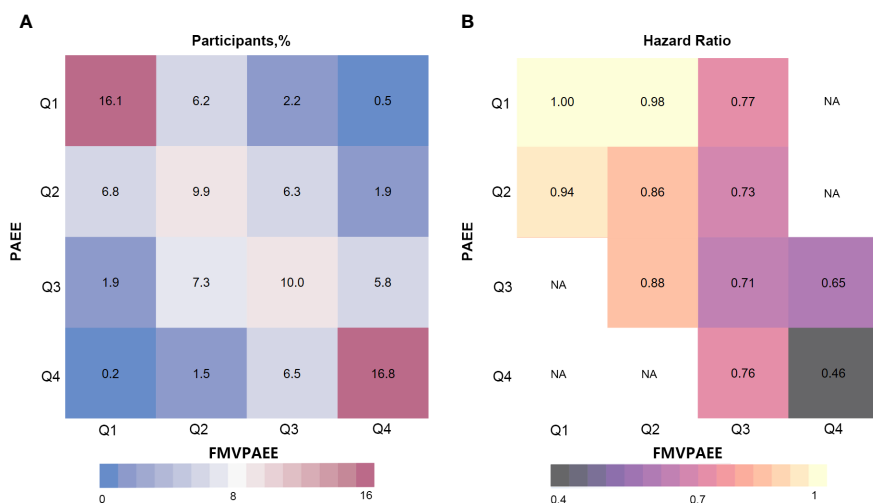 A
Participants,%
PAEE
Q1 16.1 6.2 2.2 0.5
Q2 6.8 9.9 6.3 1.9
Q3 1.9 7.3 10.0 5.8
Q4 0.2 1.5 6.5 16.8
Q1 Q2 Q3 Q4
FMVPAEE
0 8 16
B
Hazard Ratio
PAEE
Q1 1.00 0.98 0.77 NA
Q2 0.94 0.86 0.73 NA
Q3 NA 0.88 0.71 0.65
Q4 NA NA 0.76 0.46
Q1 Q2 Q3 Q4
FMVPAEE
0.4 0.7 1